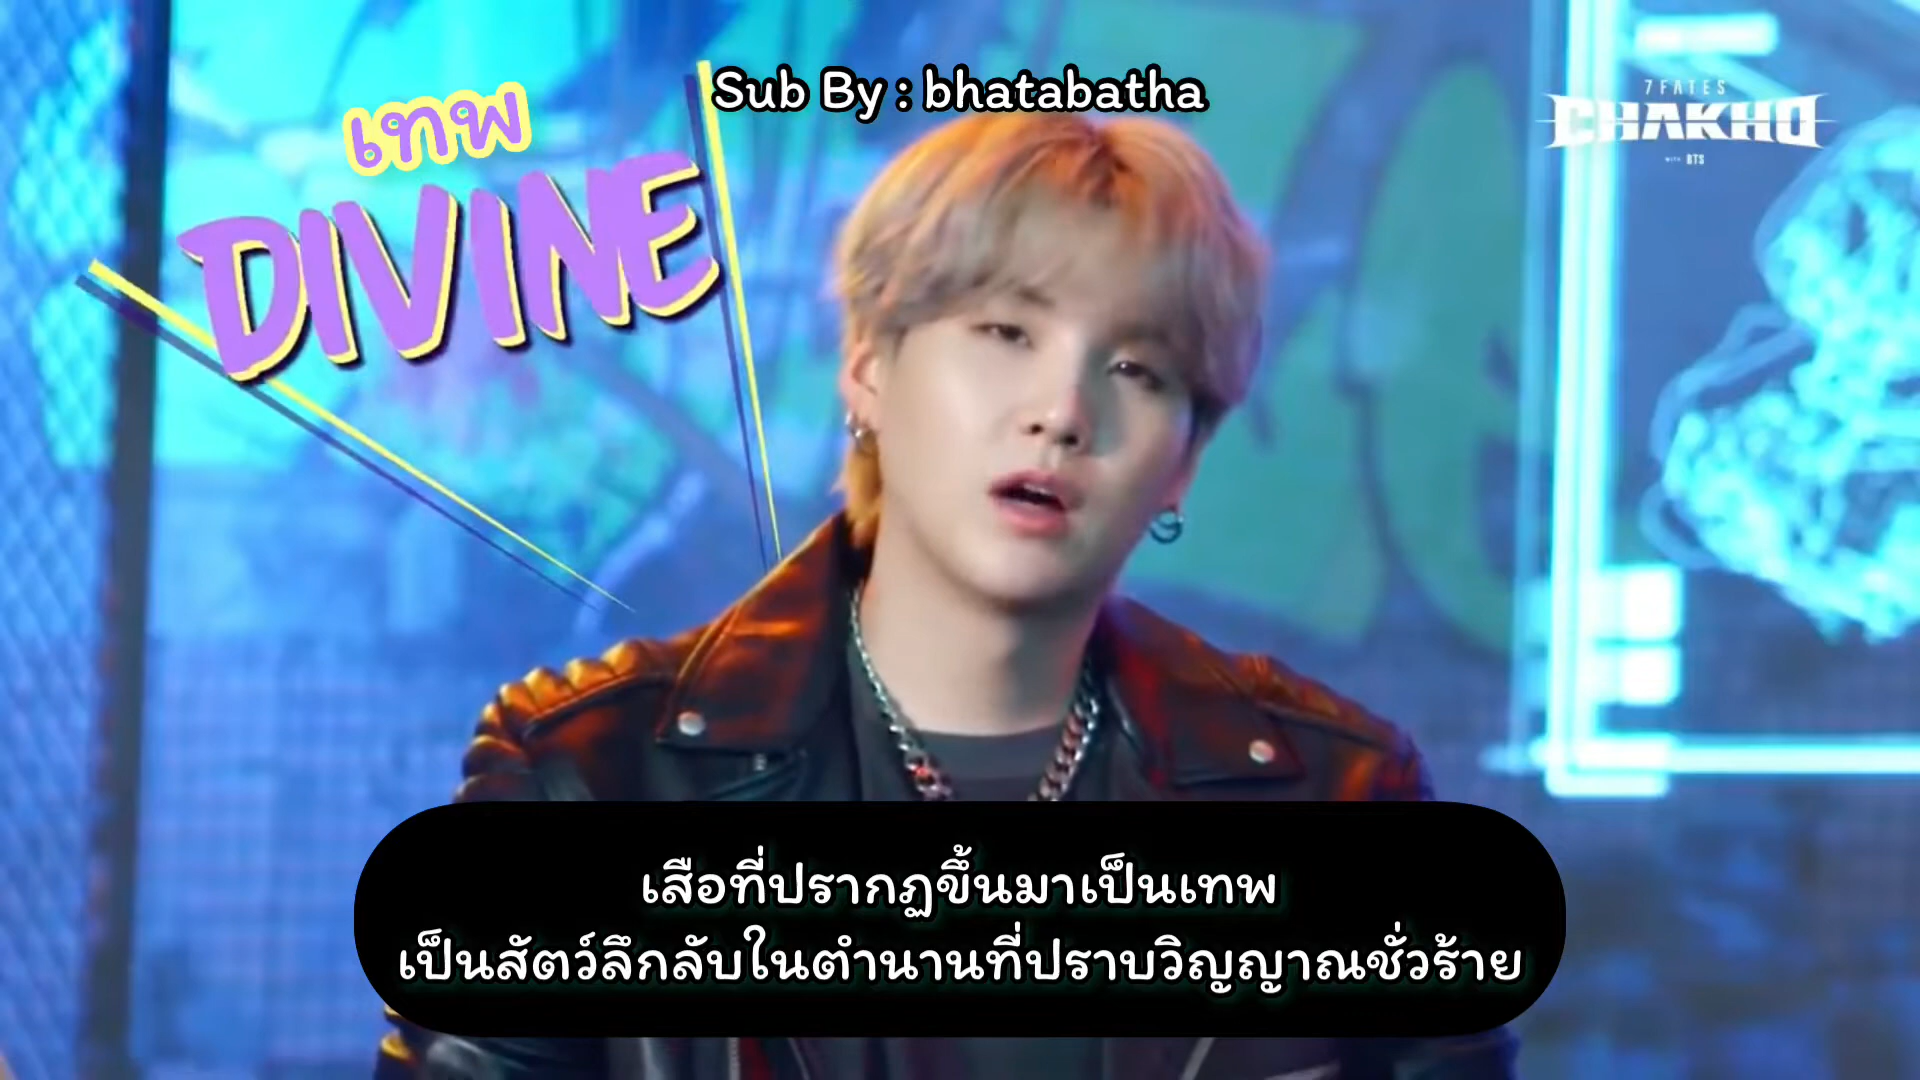 Sub By : bhatabatha
เทพ
DIVINE
7FATES
CHAKHO
WITH BTS
เสือที่ปรากฏขึ้นมาเป็นเทพ
เป็นสัตว์ลึกลับในตำนานที่ปราบวิญญาณชั่วร้าย